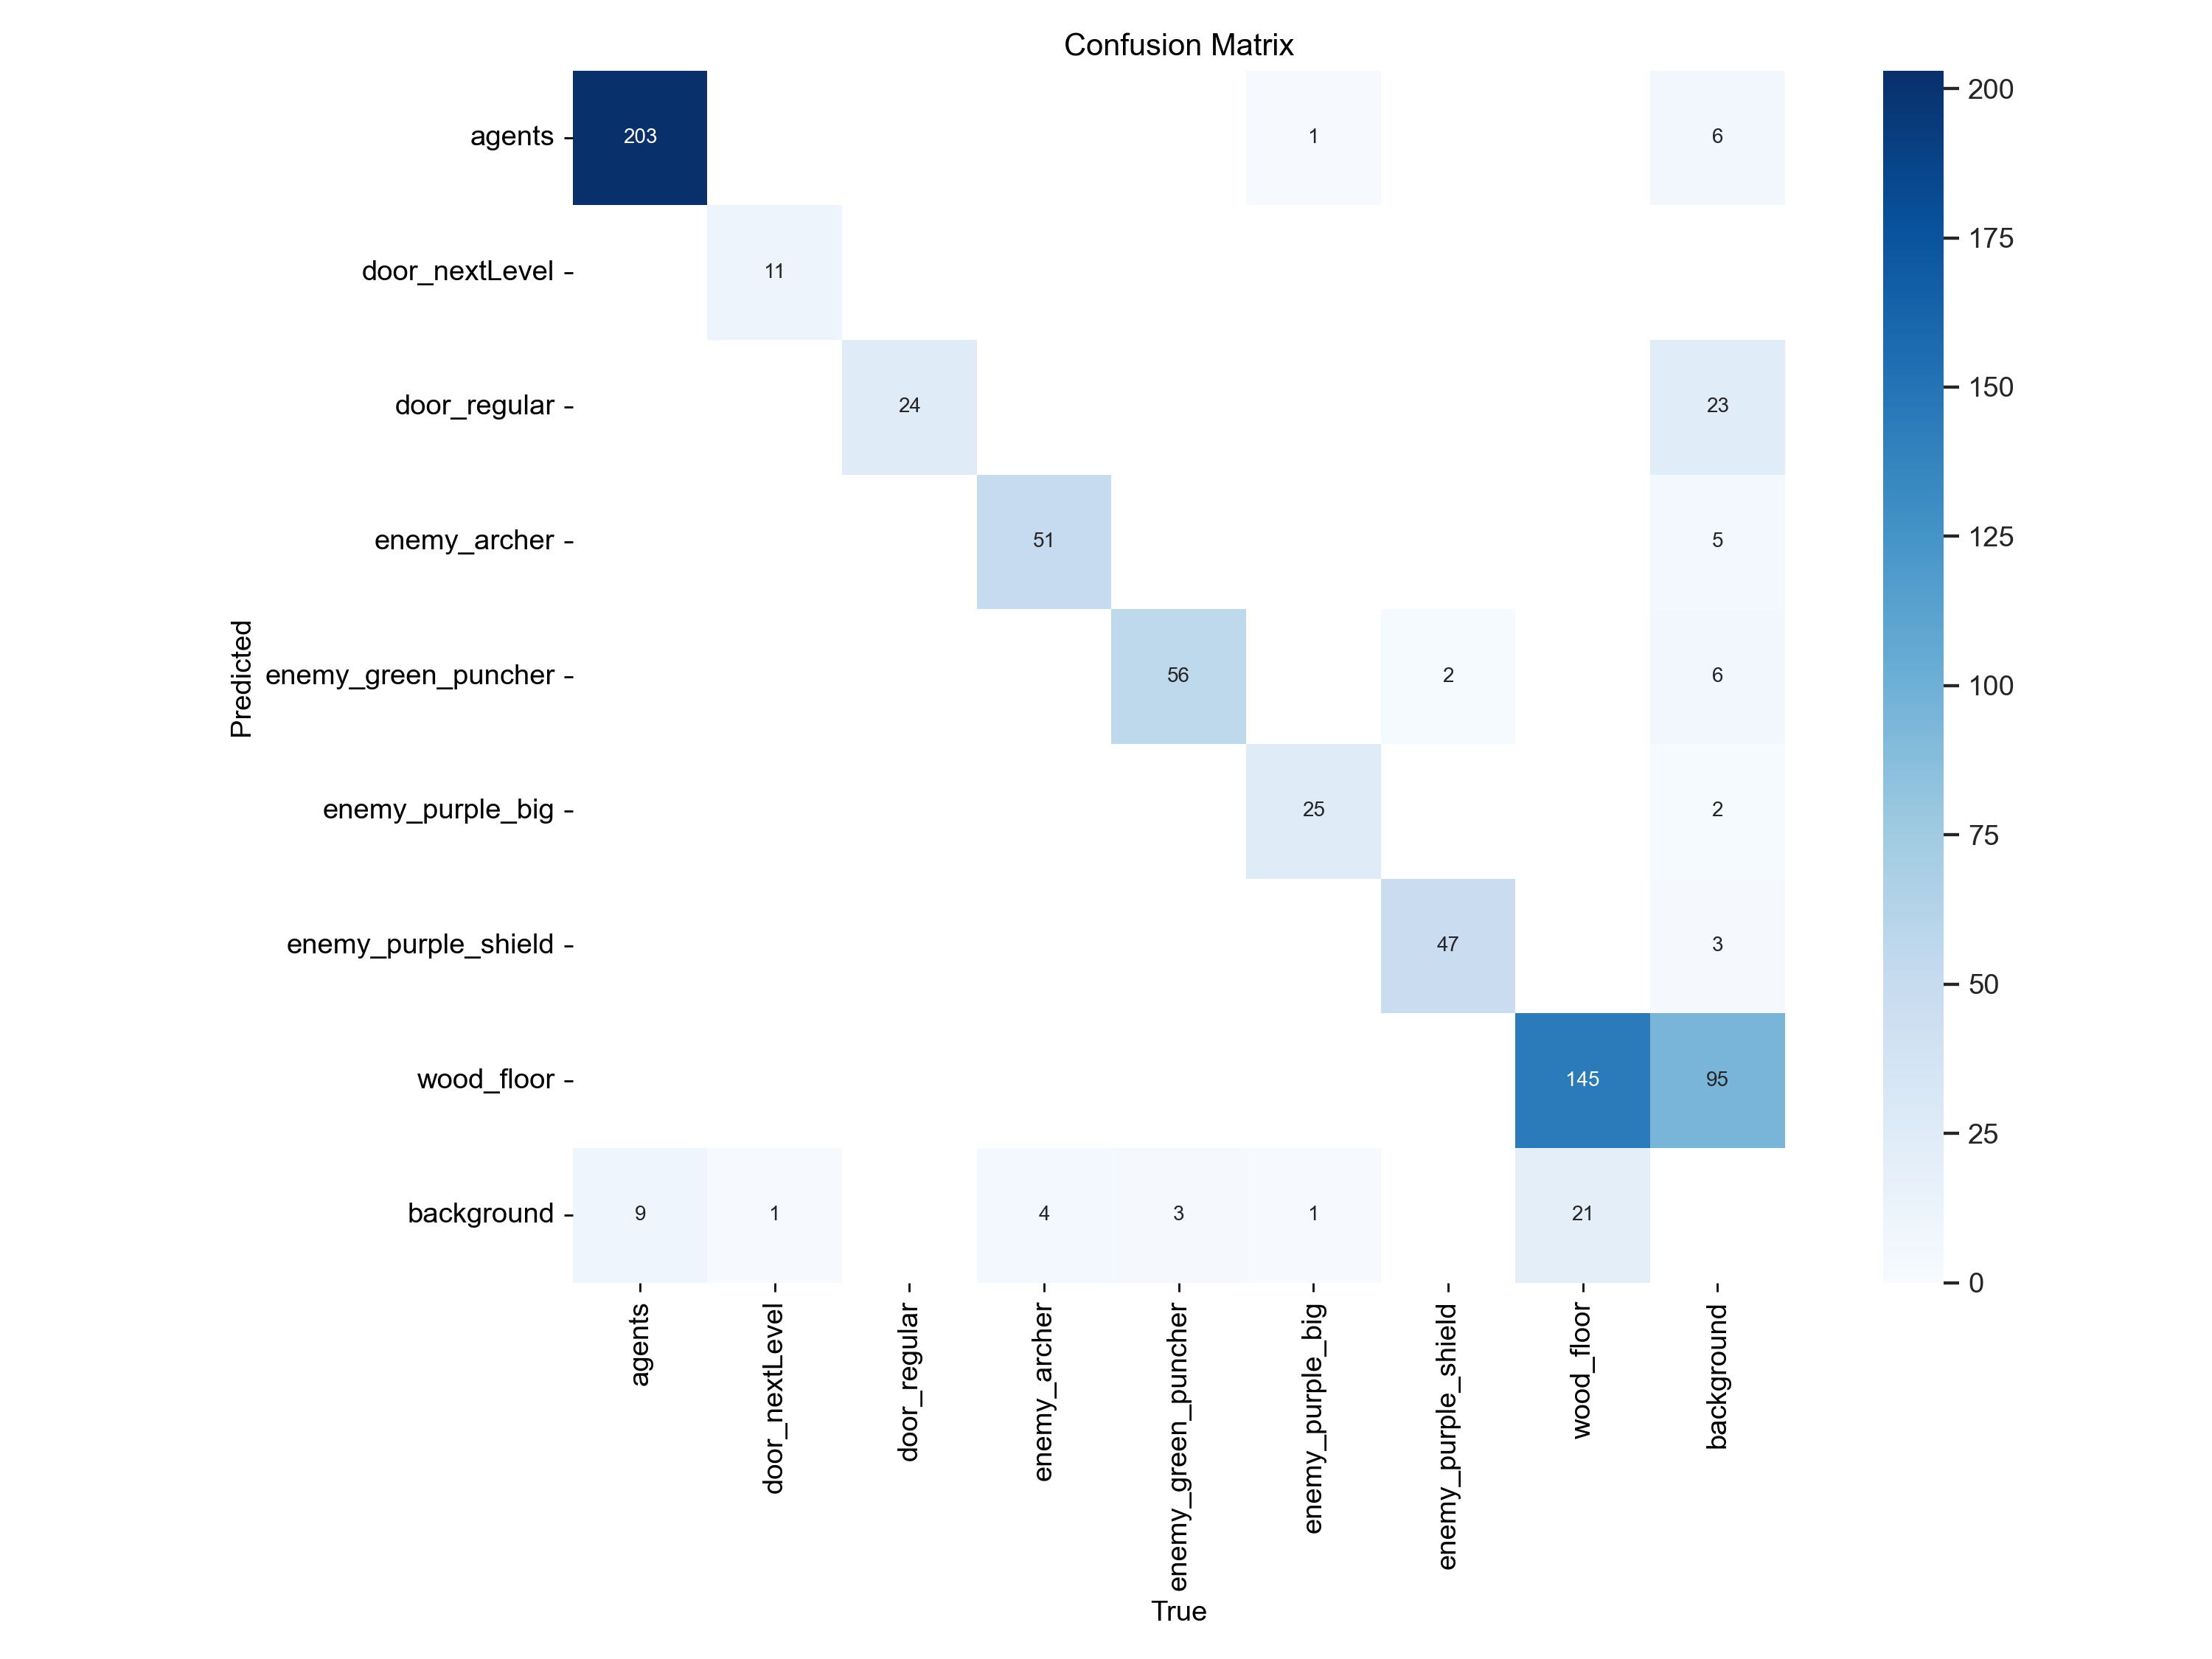 Confusion Matrix
Predicted
agents
203
1
6
door_nextLevel
11
door_regular
24
23
enemy_archer
51
5
enemy_green_puncher
56
2
6
enemy_purple_big
25
2
enemy_purple_shield
47
3
wood_floor
145
95
background
9
1
4
3
1
21
agents
door_nextLevel
door_regular
enemy_archer
enemy_green_puncher
enemy_purple_big
enemy_purple_shield
wood_floor
background
True
200
175
150
125
100
75
50
25
0